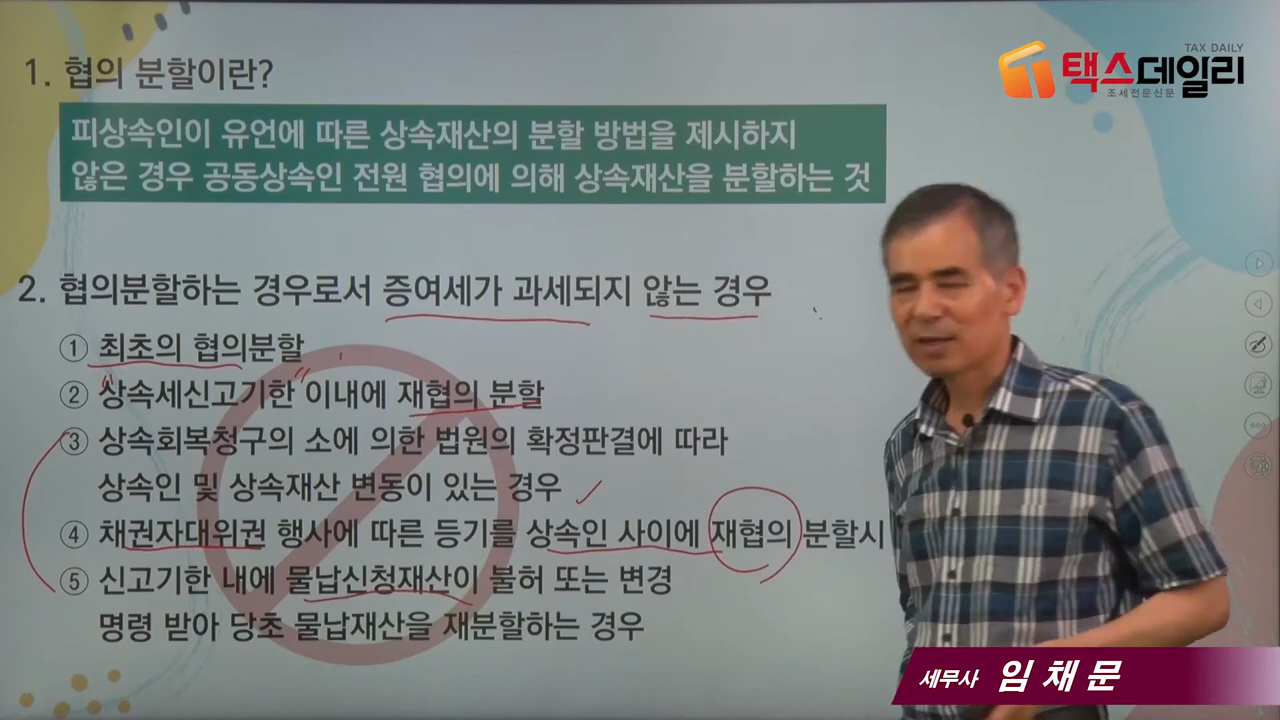 TAX DAILY
택스데일리
조세전문신문
1. 협의 분할이란?
피상속인이 유언에 따른 상속재산의 분할 방법을 제시하지
않은 경우 공동상속인 전원 협의에 의해 상속재산을 분할하는 것
2. 협의분할하는 경우로서 증여세가 과세되지 않는 경우
① 최초의 협의분할
② 상속세신고기한 이내에 재협의 분할
③ 상속회복청구의 소에 의한 법원의 확정판결에 따라
상속인 및 상속재산 변동이 있는 경우
④ 채권자대위권 행사에 따른 등기를 상속인 사이에 재협의 분할시
⑤ 신고기한 내에 물납신청재산이 불허 또는 변경
명령 받아 당초 물납재산을 재분할하는 경우
세무사 임채문